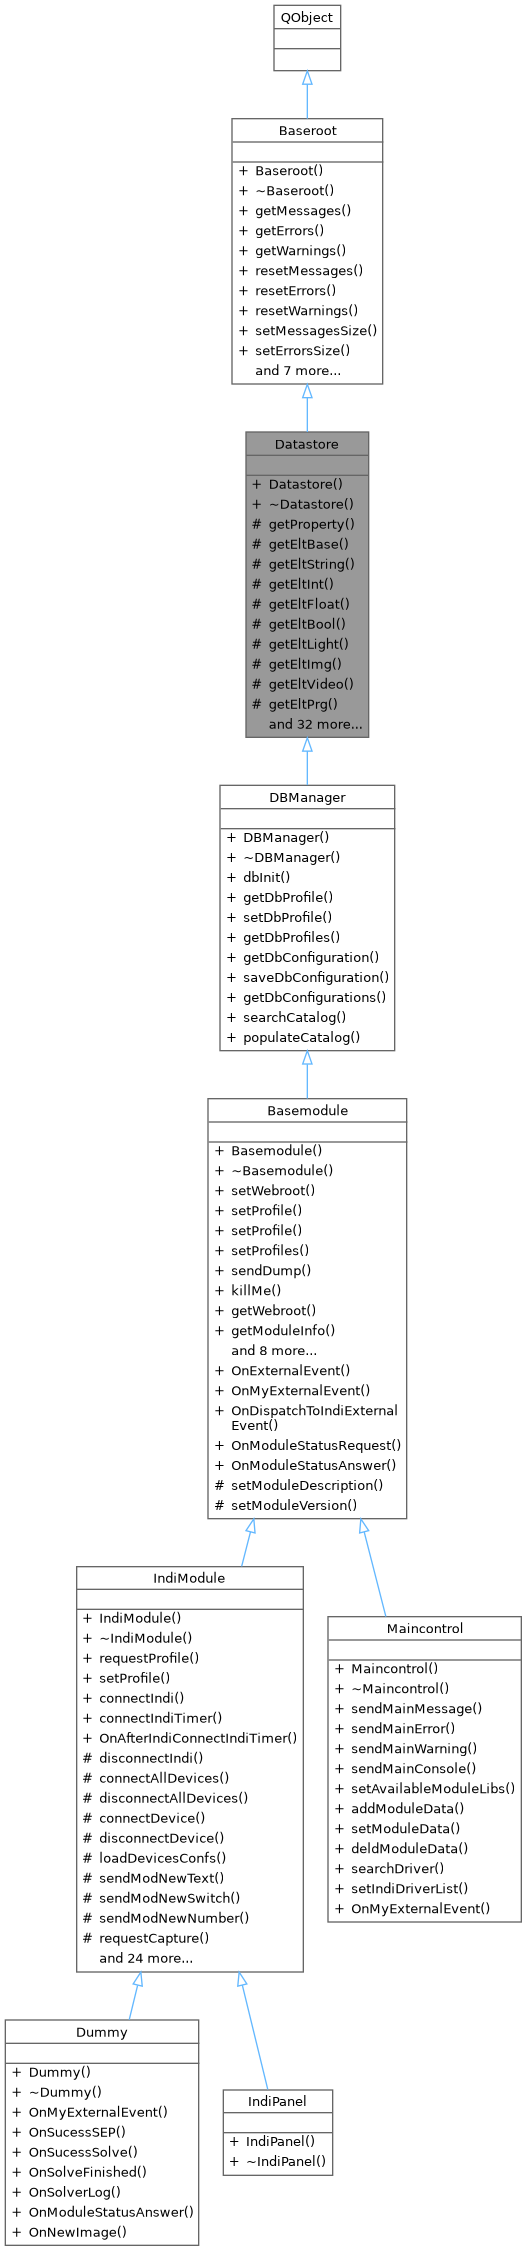 QObject
Baseroot
+ Baseroot()
+ ~Baseroot()
+ getMessages()
+ getErrors()
+ getWarnings()
+ resetMessages()
+ resetErrors()
+ resetWarnings()
+ setMessagesSize()
+ setErrorsSize()
and 7 more...
Datastore
+ Datastore()
+ ~Datastore()
# getProperty()
# getEltBase()
# getEltString()
# getEltInt()
# getEltFloat()
# getEltBool()
# getEltLight()
# getEltImg()
# getEltVideo()
# getEltPrg()
and 32 more...
DBManager
+ DBManager()
+ ~DBManager()
+ dbInit()
+ getDbProfile()
+ setDbProfile()
+ getDbProfiles()
+ getDbConfiguration()
+ saveDbConfiguration()
+ getDbConfigurations()
+ searchCatalog()
+ populateCatalog()
Basemodule
+ Basemodule()
+ ~Basemodule()
+ setWebroot()
+ setProfile()
+ setProfile()
+ setProfiles()
+ sendDump()
+ killMe()
+ getWebroot()
+ getModuleInfo()
and 8 more...
+ OnExternalEvent()
+ OnMyExternalEvent()
+ OnDispatchToIndiExternal
Event()
+ OnModuleStatusRequest()
+ OnModuleStatusAnswer()
# setModuleDescription()
# setModuleVersion()
IndiModule
+ IndiModule()
+ ~IndiModule()
+ requestProfile()
+ setProfile()
+ connectIndi()
+ connectIndiTimer()
+ OnAfterIndiConnectIndiTimer()
# disconnectIndi()
# connectAllDevices()
# disconnectAllDevices()
# connectDevice()
# disconnectDevice()
# loadDevicesConfs()
# sendModNewText()
# sendModNewSwitch()
# sendModNewNumber()
# requestCapture()
and 24 more...
Maincontrol
+ Maincontrol()
+ ~Maincontrol()
+ sendMainMessage()
+ sendMainError()
+ sendMainWarning()
+ sendMainConsole()
+ setAvailableModuleLibs()
+ addModuleData()
+ setModuleData()
+ deldModuleData()
+ searchDriver()
+ setIndiDriverList()
+ OnMyExternalEvent()
Dummy
+ Dummy()
+ ~Dummy()
+ OnMyExternalEvent()
+ OnSucessSEP()
+ OnSucessSolve()
+ OnSolveFinished()
+ OnSolverLog()
+ OnModuleStatusAnswer()
+ OnNewImage()
IndiPanel
+ IndiPanel()
+ ~IndiPanel()